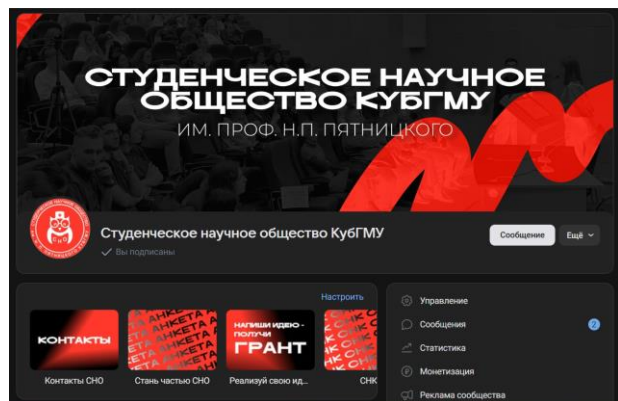 СТУДЕНЧЕСКОЕ НАУЧНОЕ
ОБЩЕСТВО КУБГМУ
ИМ. ПРОФ. Н.П. ПЯТНИЦКОГО
СНО
Студенческое научное общество КубГМУ
Вы подписаны
Сообщение
Ещё
Настроить
КОНТАКТЫ
АНКЕТА
НАПИШИ ИДЕЮ -
ПОЛУЧИ
ГРАНТ
Контакты СНО
Стань частью СНО
Реализуй свою ид...
СНК
Управление
Сообщения
2
Статистика
Монетизация
Реклама сообщества